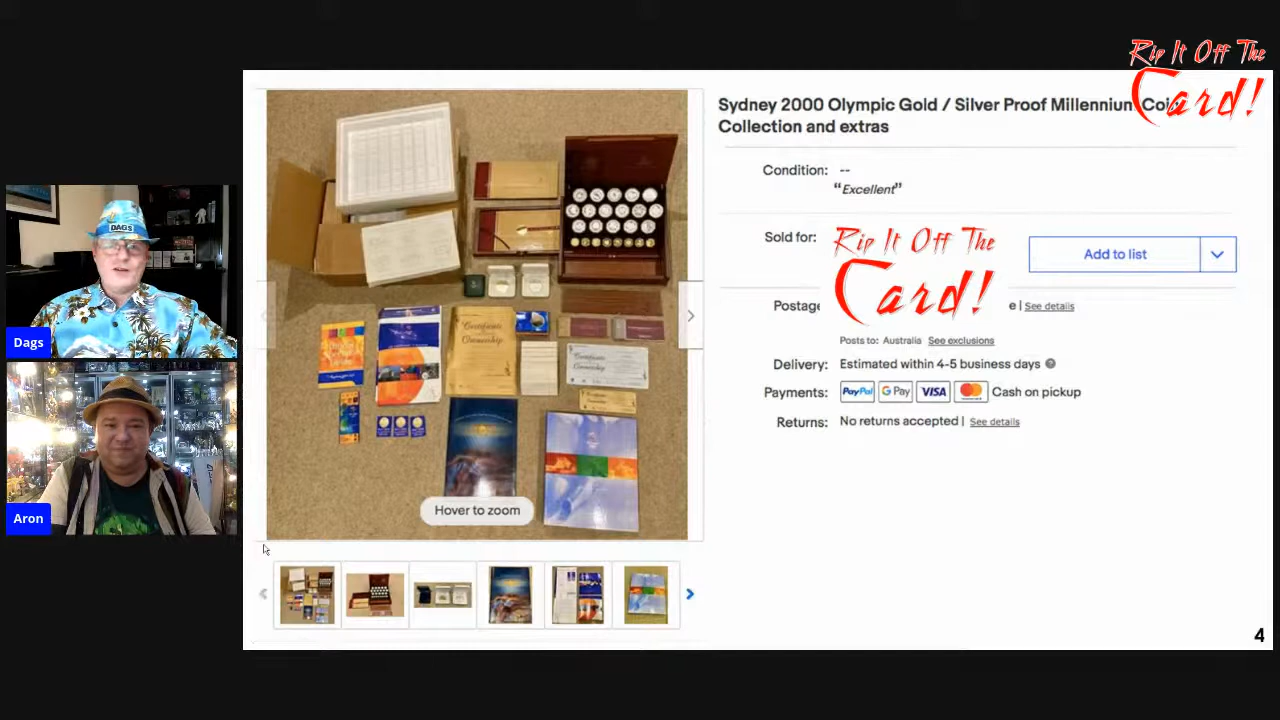 Rip It Off The
Card!
Sydney 2000 Olympic Gold / Silver Proof Millennium Coin
Collection and extras
Condition: --
“Excellent”
Sold for:
Rip It Off The
Card!
Add to list
Postage
e | See details
Posts to: Australia See exclusions
Delivery: Estimated within 4-5 business days
Payments: PayPal G Pay VISA Cash on pickup
Returns: No returns accepted | See details
DAGS
Dags
Aron
Certificate
Ownership
Certificate
Ownership
Hover to zoom
4